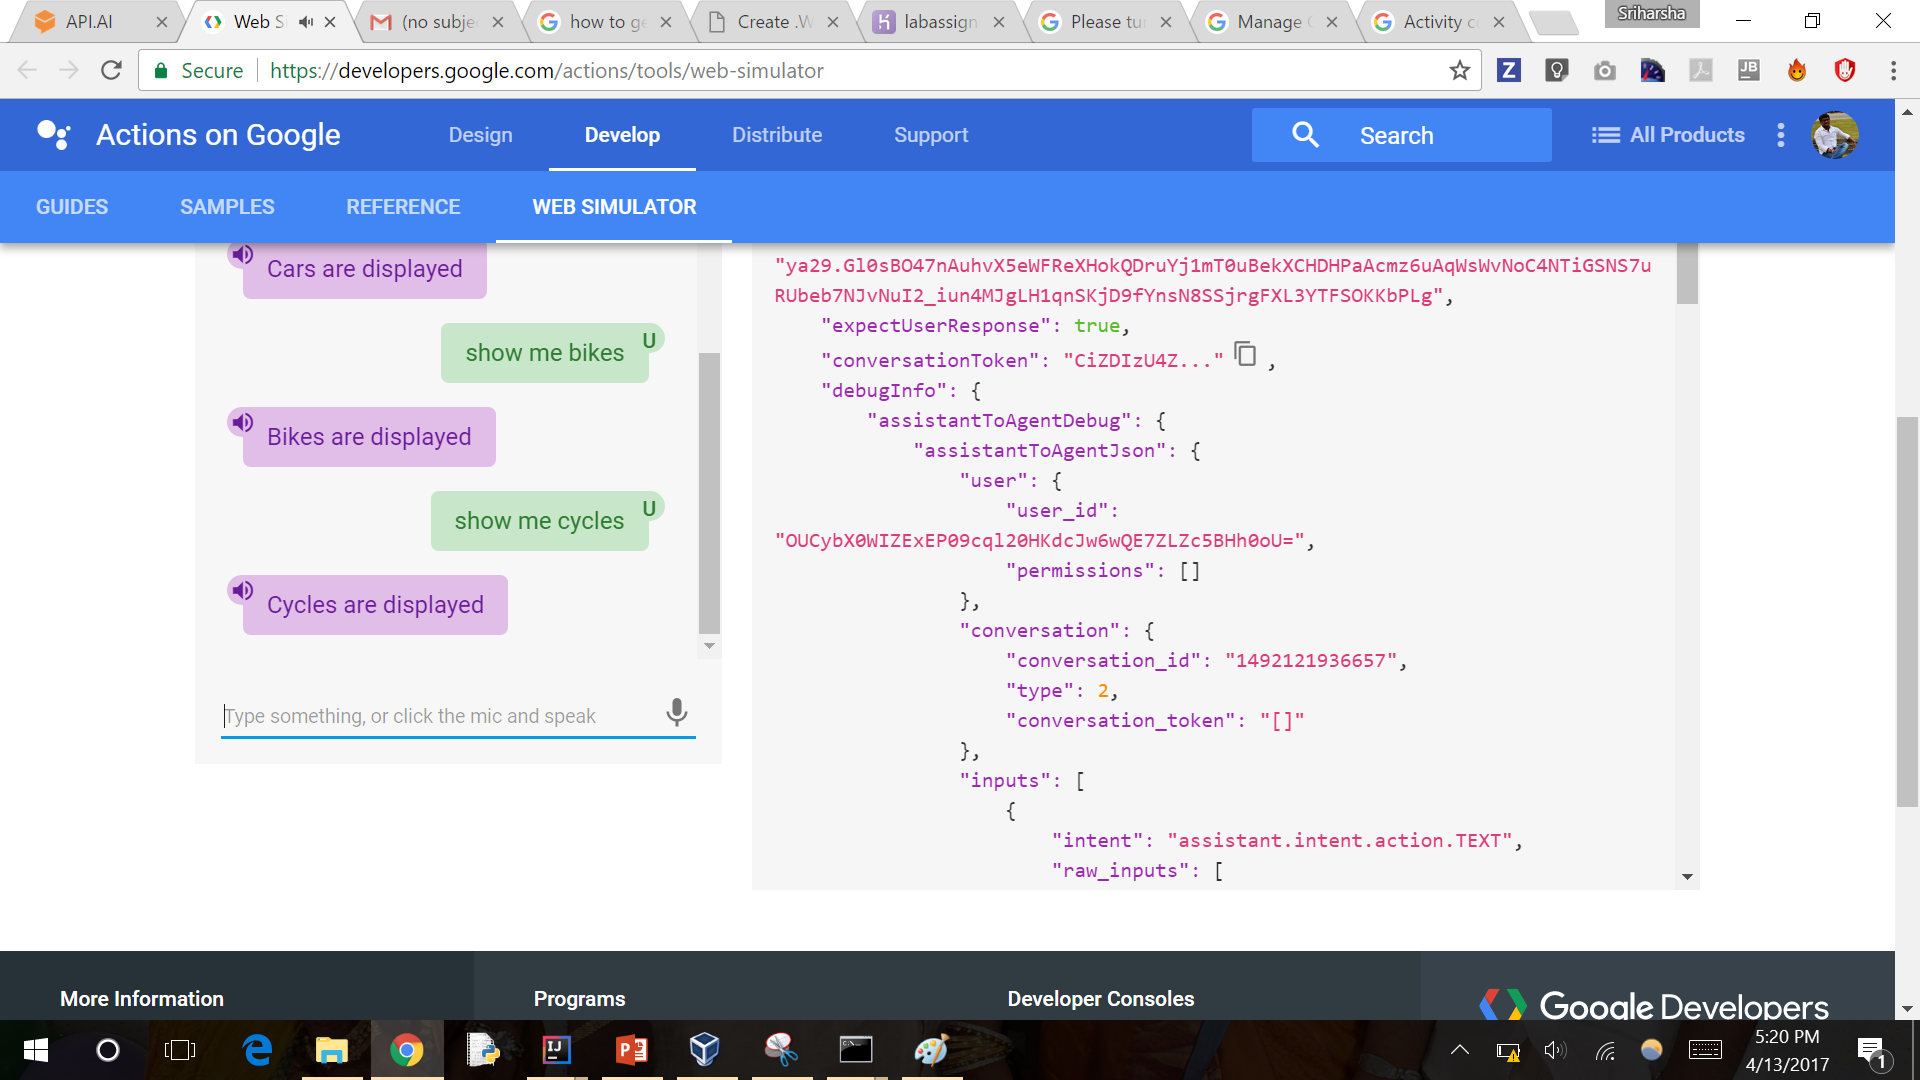 API.AI
Web S
(no subje
how to ge
Create .W
labassign
Please tu
Manage
Activity c
Sriharsha
Secure
https://developers.google.com/actions/tools/web-simulator
Actions on Google
Design
Develop
Distribute
Support
Search
All Products
GUIDES
SAMPLES
REFERENCE
WEB SIMULATOR
Cars are displayed
show me bikes
U
Bikes are displayed
show me cycles
U
Cycles are displayed
Type something, or click the mic and speak
"ya29.Gl0sBO47nAuhvX5eWFReXHokQDruYj1mT0uBekXCHDHPaAcmz6uAqWsWvNoC4NTiGSNS7u
RUbeb7NJvNuI2_iun4MJgLH1qnSKjD9fYnsN8SSjrgFXL3YTFSOKKbPLg",
"expectUserResponse": true,
"conversationToken": "CiZDIzU4Z..." ,
"debugInfo": {
"assistantToAgentDebug": {
"assistantToAgentJson": {
"user": {
"user_id":
"OUCybX0WIZExEP09cql20HKdcJw6wQE7ZLZc5BHh0oU=",
"permissions": []
},
"conversation": {
"conversation_id": "1492121936657",
"type": 2,
"conversation_token": "[]"
},
"inputs": [
{
"intent": "assistant.intent.action.TEXT",
"raw_inputs": [
More Information
Programs
Developer Consoles
Google Developers
5:20 PM
4/13/2017
1